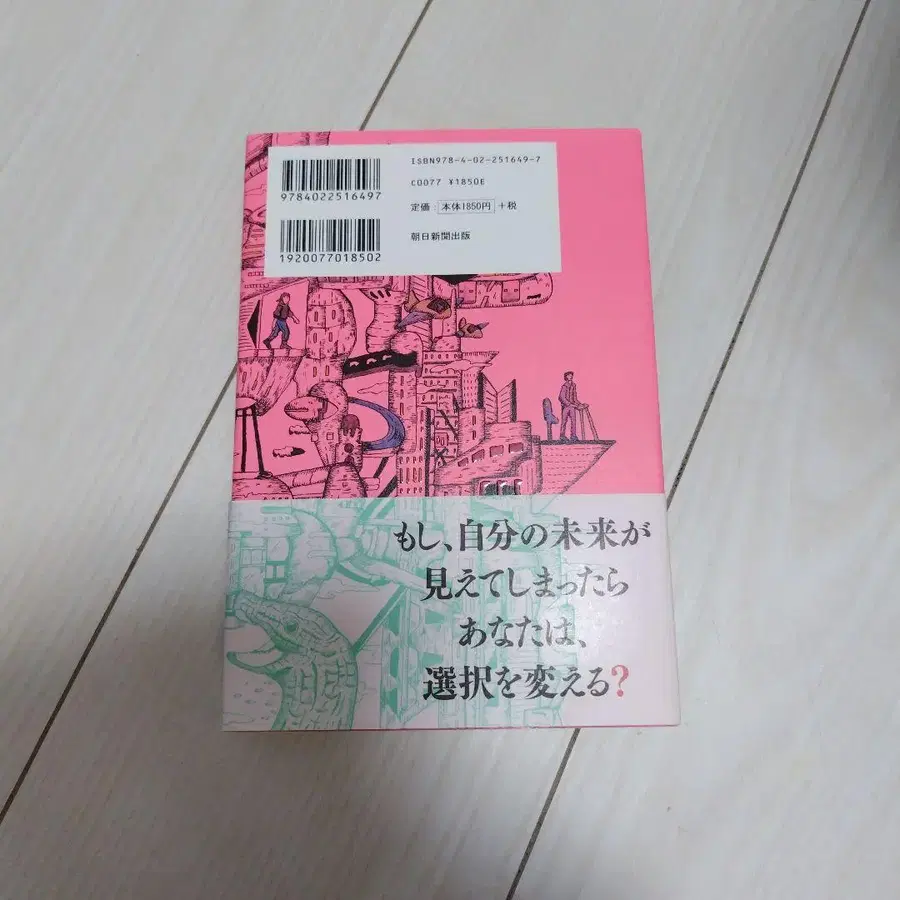 ISBN978-4-02-251649-7
C0077 ¥1850E
定価 本体1850円 +税
朝日新聞出版
9784022516497
1920077018502
もし、自分の未来が
見えてしまったら
あなたは、
選択を変える?